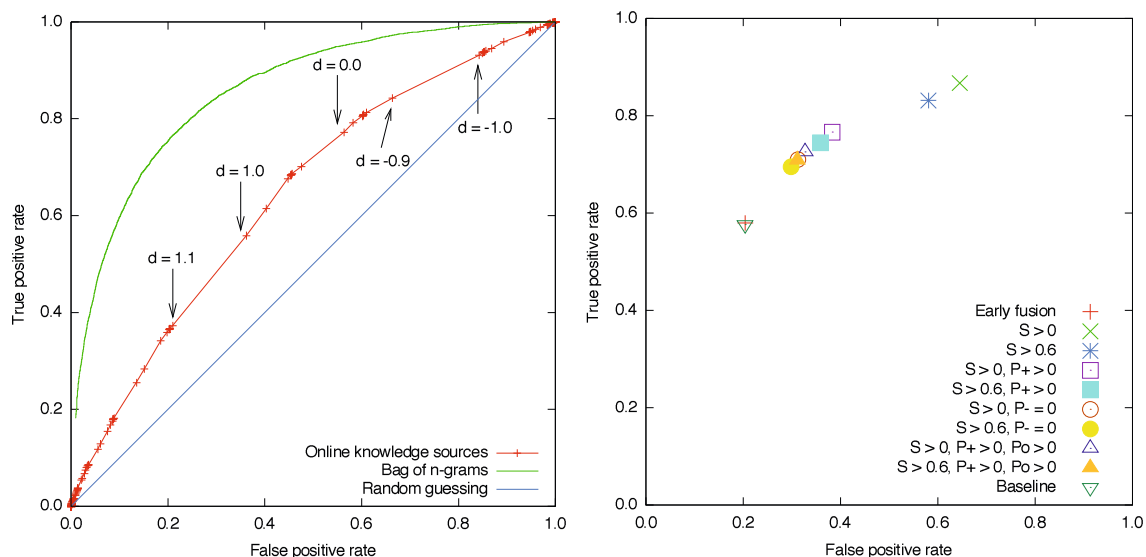 1.0
0.8
0.6
0.4
0.2
0.0
True positive rate
d = 0.0
d = -1.0
d = -0.9
d = 1.0
d = 1.1
Online knowledge sources
Bag of n-grams
Random guessing
0.0
0.2
0.4
0.6
0.8
1.0
False positive rate
1.0
0.8
0.6
0.4
0.2
0.0
True positive rate
Early fusion
S > 0
S > 0.6
S > 0, P+ > 0
S > 0.6, P+ > 0
S > 0, P- = 0
S > 0.6, P- = 0
S > 0, P+ > 0, Po > 0
S > 0.6, P+ > 0, Po > 0
Baseline
0.0
0.2
0.4
0.6
0.8
1.0
False positive rate